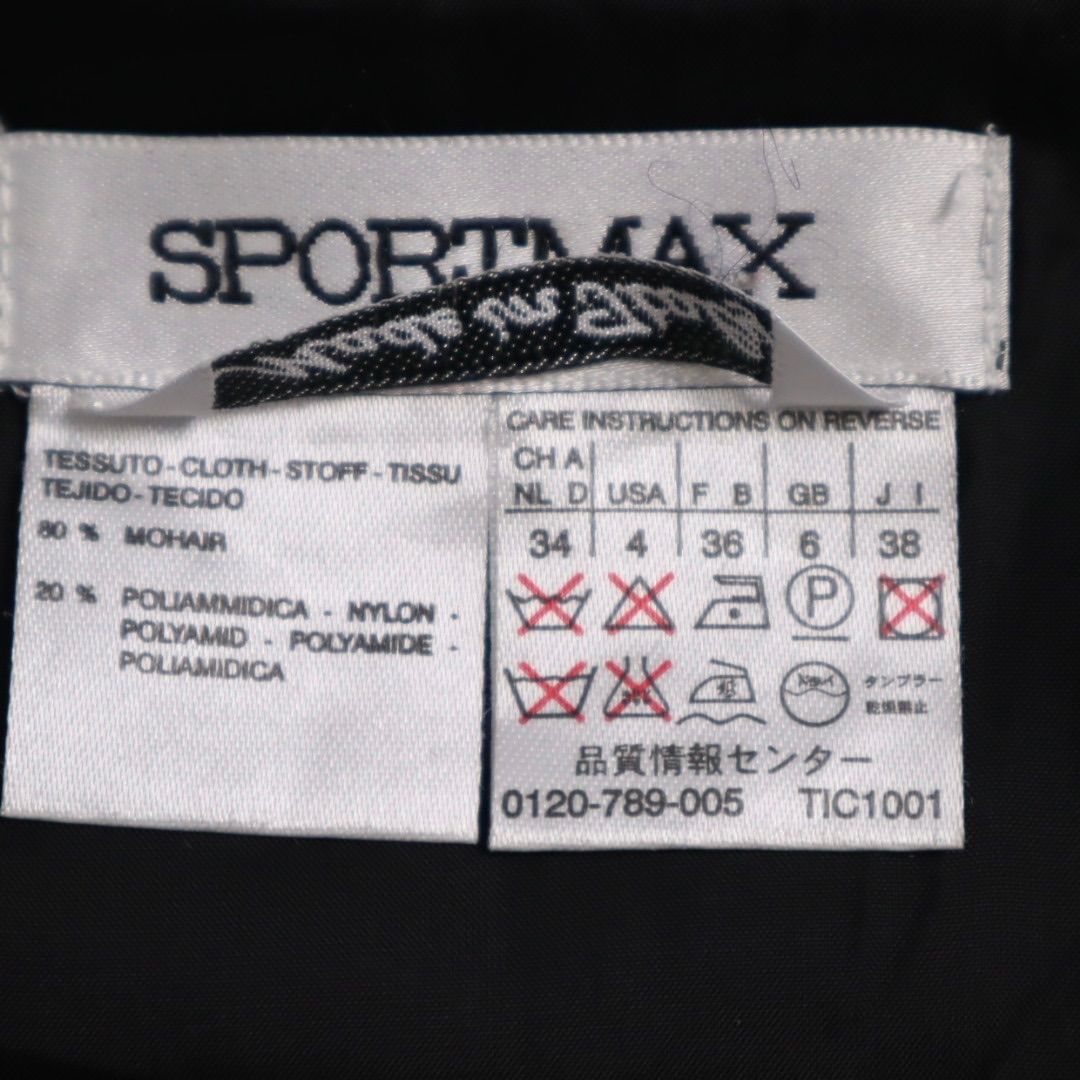 SPORTMAX
TESSUTO - CLOTH - STOFF - TISSU
TEJIDO - TECIDO
80 % MOHAIR
20 % POLIAMMIDICA - NYLON -
POLYAMID - POLYAMIDE -
POLIAMIDICA
CARE INSTRUCTIONS ON REVERSE
CH A
NL D USA F B GB J I
34 4 36 6 38
P
タンブラー
乾燥禁止
品質情報センター
0120-789-005 TIC1001